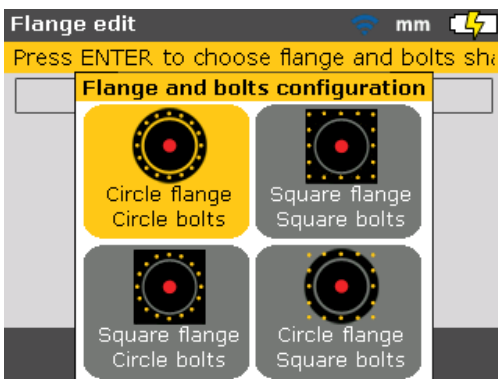 Flange edit mm
Press ENTER to choose flange and bolts sha
Flange and bolts configuration
Circle flange
Circle bolts
Square flange
Square bolts
Square flange
Circle bolts
Circle flange
Square bolts